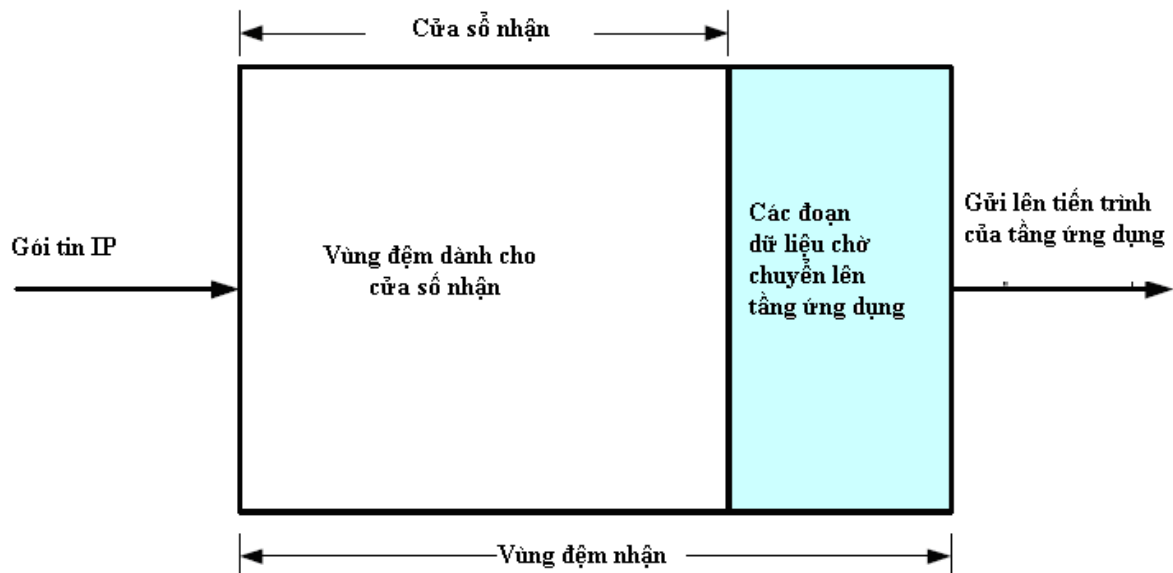 Cửa sổ nhận
Gói tin IP
Vùng đệm dành cho
cửa số nhận
Các đoạn
dữ liệu chờ
chuyển lên
tầng ứng dụng
Gửi lên tiến trình
của tầng ứng dụng
Vùng đệm nhận